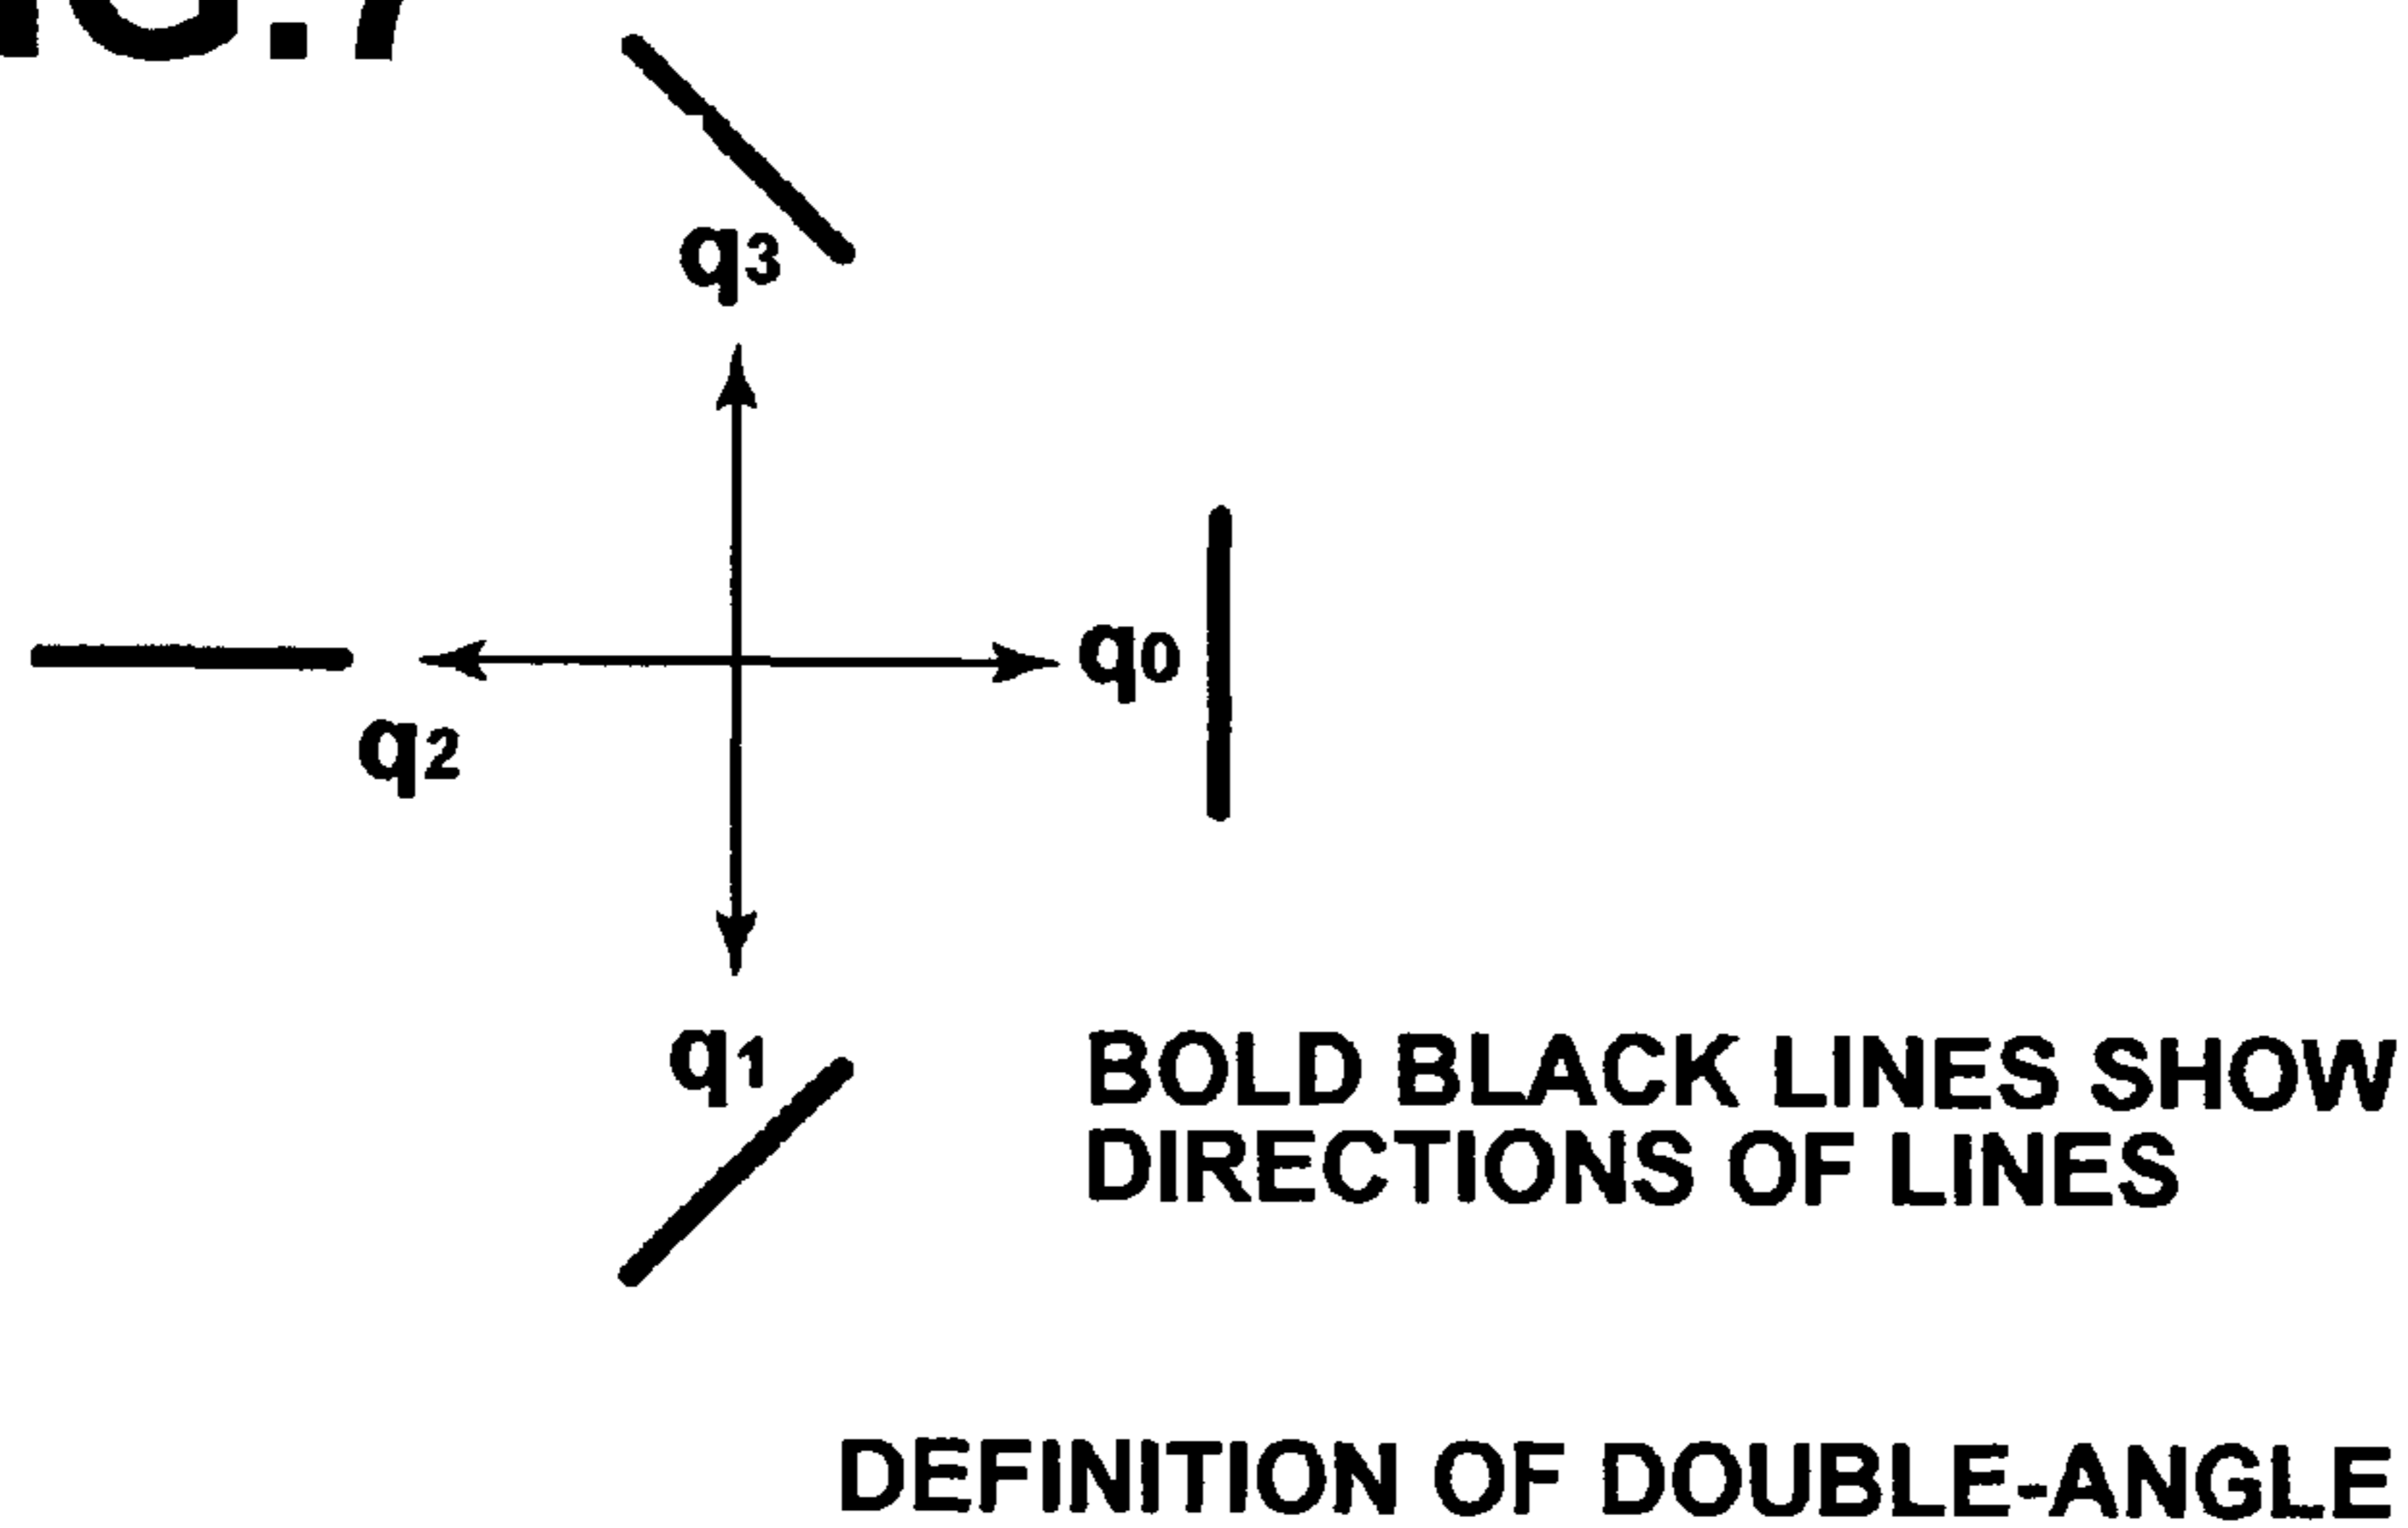 q3
q0
q2
q1
BOLD BLACK LINES SHOW
DIRECTIONS OF LINES
DEFINITION OF DOUBLE-ANGLE